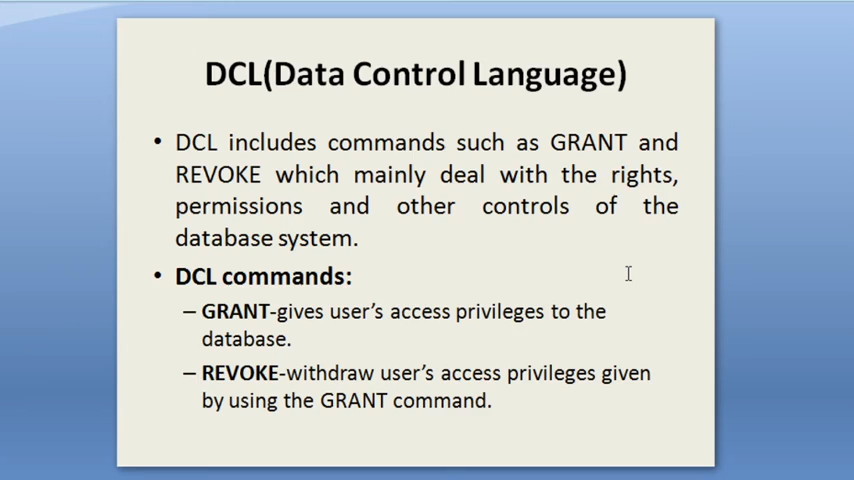 DCL(Data Control Language)
• DCL includes commands such as GRANT and
REVOKE which mainly deal with the rights,
permissions and other controls of the
database system.
• DCL commands:
– GRANT-gives user’s access privileges to the
database.
– REVOKE-withdraw user’s access privileges given
by using the GRANT command.